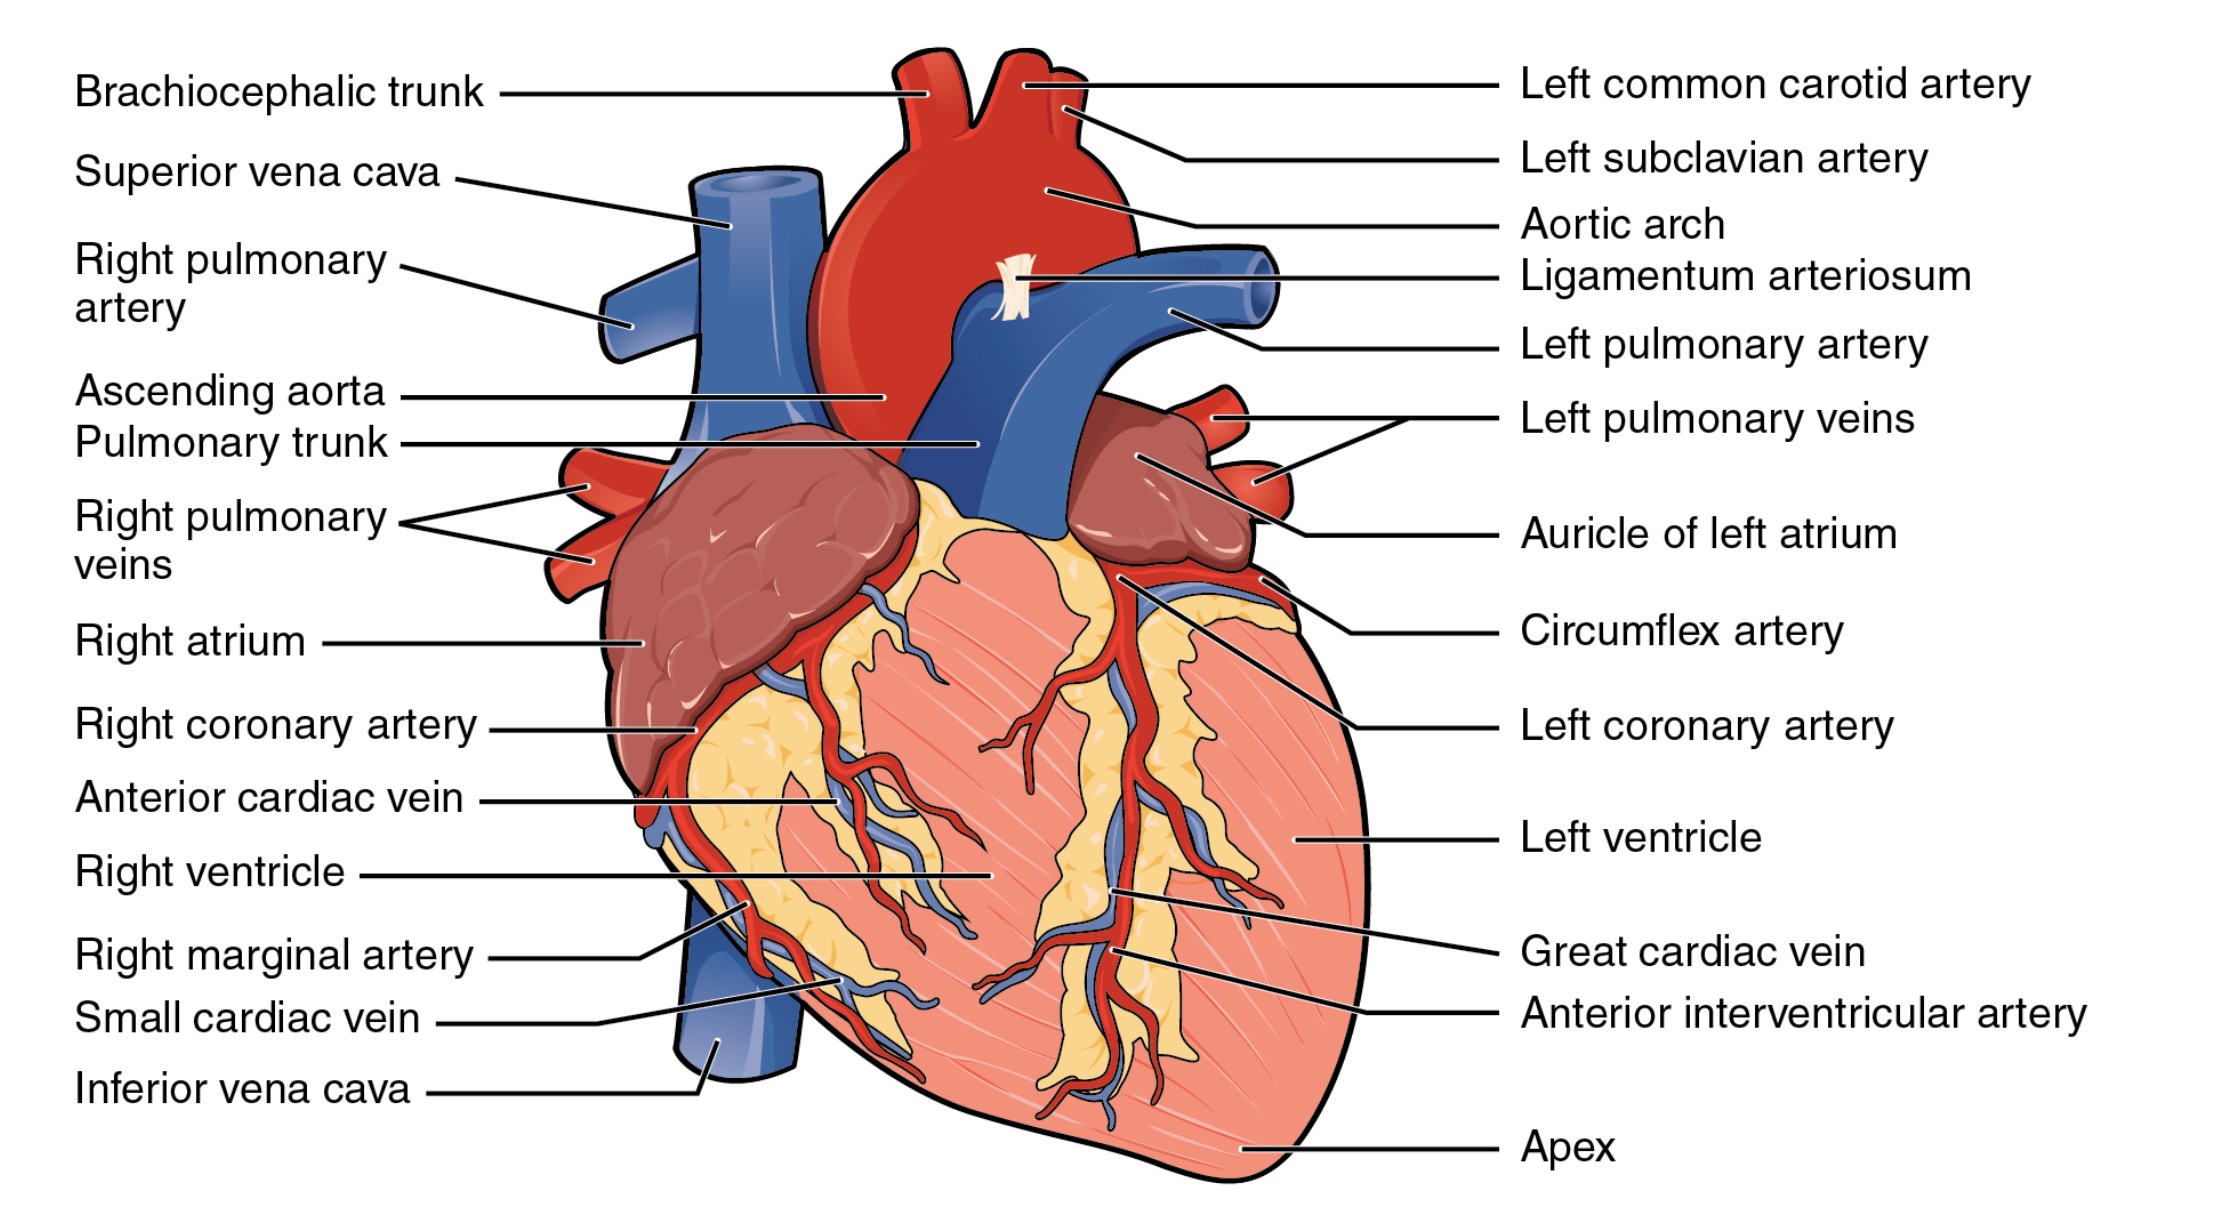 Brachiocephalic trunk
Superior vena cava
Right pulmonary
artery
Ascending aorta
Pulmonary trunk
Right pulmonary
veins
Right atrium
Right coronary artery
Anterior cardiac vein
Right ventricle
Right marginal artery
Small cardiac vein
Inferior vena cava
Left common carotid artery
Left subclavian artery
Aortic arch
Ligamentum arteriosum
Left pulmonary artery
Left pulmonary veins
Auricle of left atrium
Circumflex artery
Left coronary artery
Left ventricle
Great cardiac vein
Anterior interventricular artery
Apex